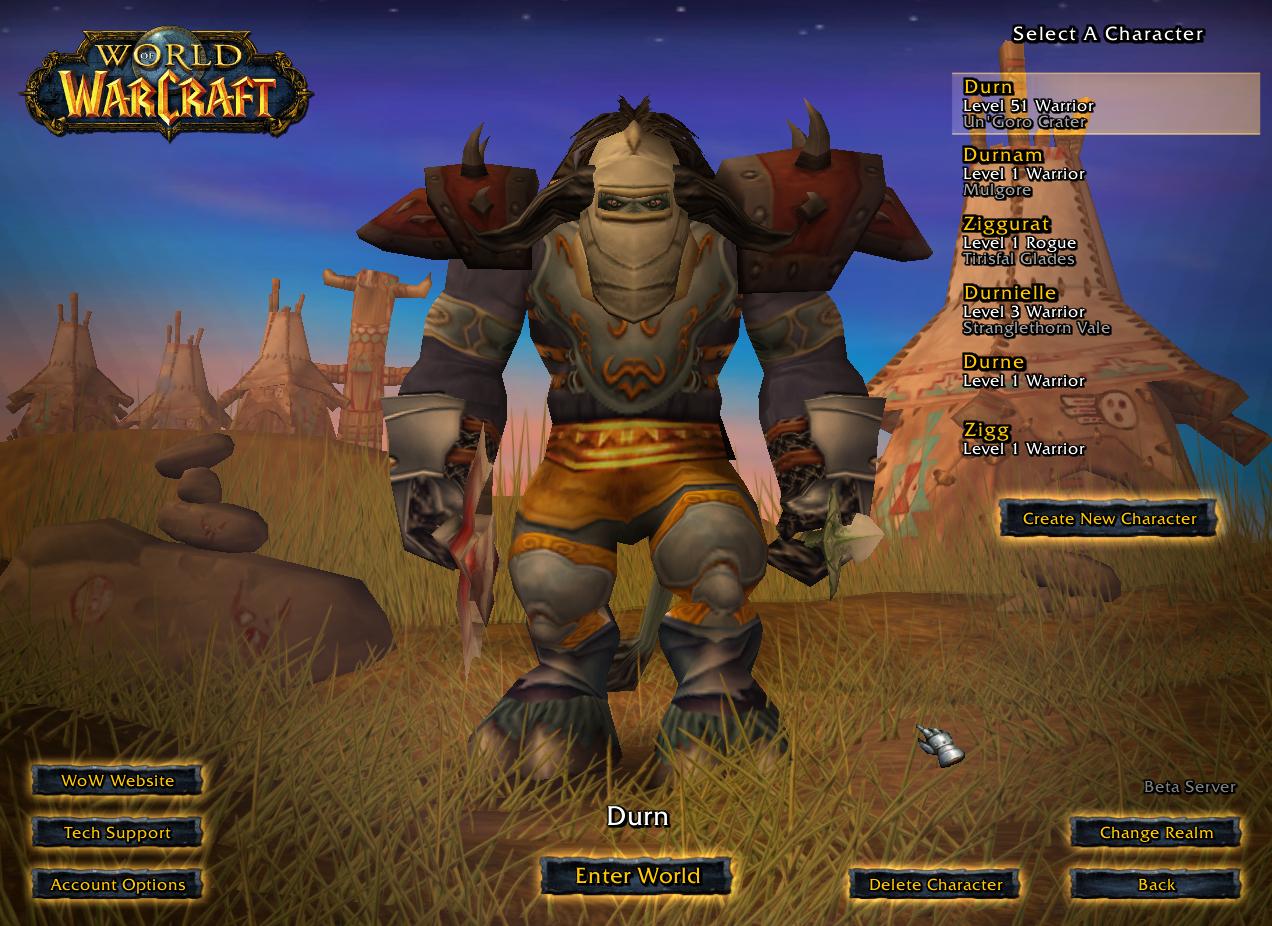 WORLD
OF
WARCRAFT
Select A Character
Durn
Level 51 Warrior
Un'Goro Crater
Durnam
Level 1 Warrior
Mulgore
Ziggurat
Level 1 Rogue
Tirisfal Glades
Durnielle
Level 3 Warrior
Stranglethorn Vale
Durne
Level 1 Warrior
Zigg
Level 1 Warrior
Create New Character
WoW Website
Tech Support
Account Options
Durn
Enter World
Delete Character
Beta Server
Change Realm
Back